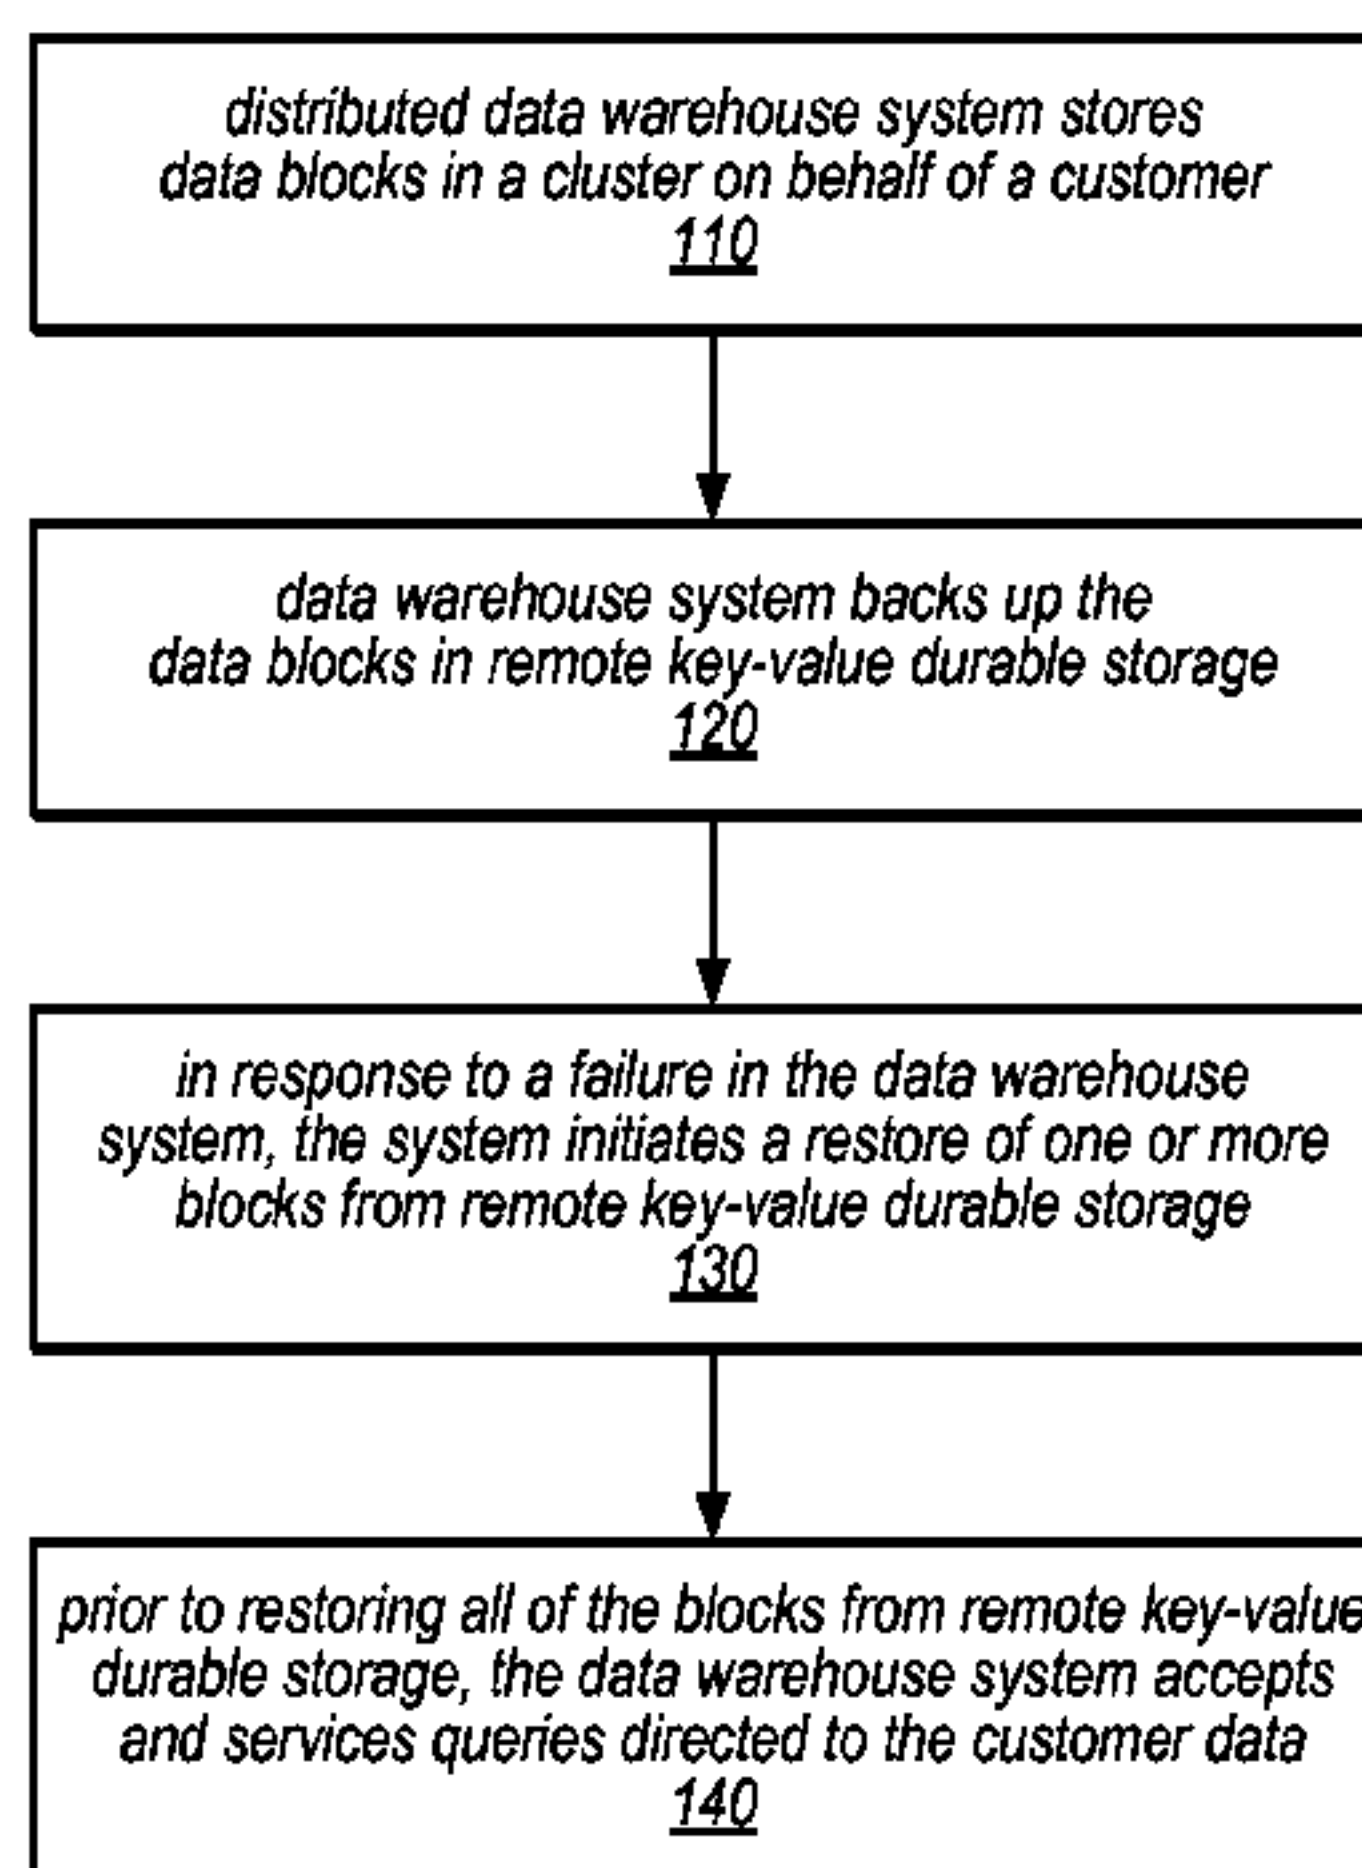 distributed data warehouse system stores
data blocks in a cluster on behalf of a customer
110
data warehouse system backs up the
data blocks in remote key-value durable storage
120
in response to a failure in the data warehouse
system, the system initiates a restore of one or more
blocks from remote key-value durable storage
130
prior to restoring all of the blocks from remote key-value
durable storage, the data warehouse system accepts
and services queries directed to the customer data
140